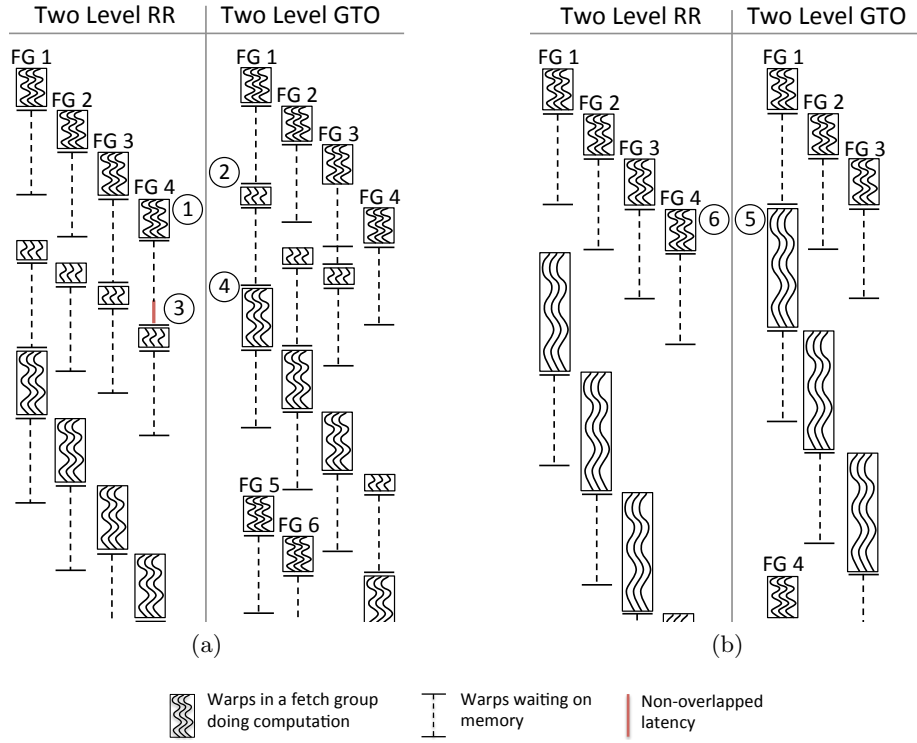 Two Level RR
Two Level GTO
FG 1
FG 2
FG 3
FG 4
1
3
FG 1
FG 2
FG 3
FG 4
2
4
FG 5
FG 6
(a)
Two Level RR
Two Level GTO
FG 1
FG 2
FG 3
FG 4
6
5
FG 1
FG 2
FG 3
FG 4
(b)
Warps in a fetch group
doing computation
Warps waiting on
memory
Non-overlapped
latency